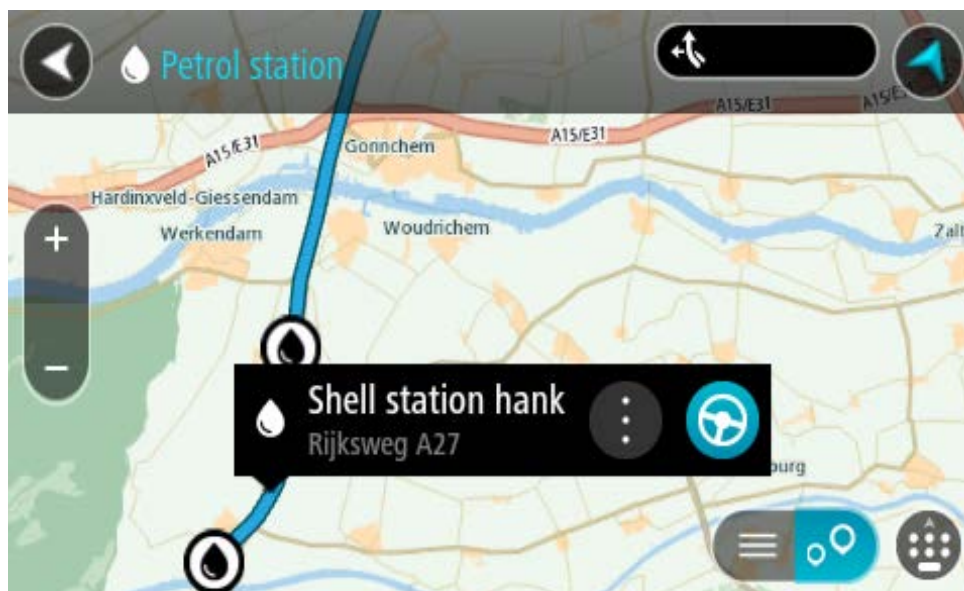 Petrol station
A15/E31
A15/E31
A15/E31
Gorinchem
Hardinxveld-Giessendam
Werkendam
Woudrichem
Shell station hank
Rijksweg A27